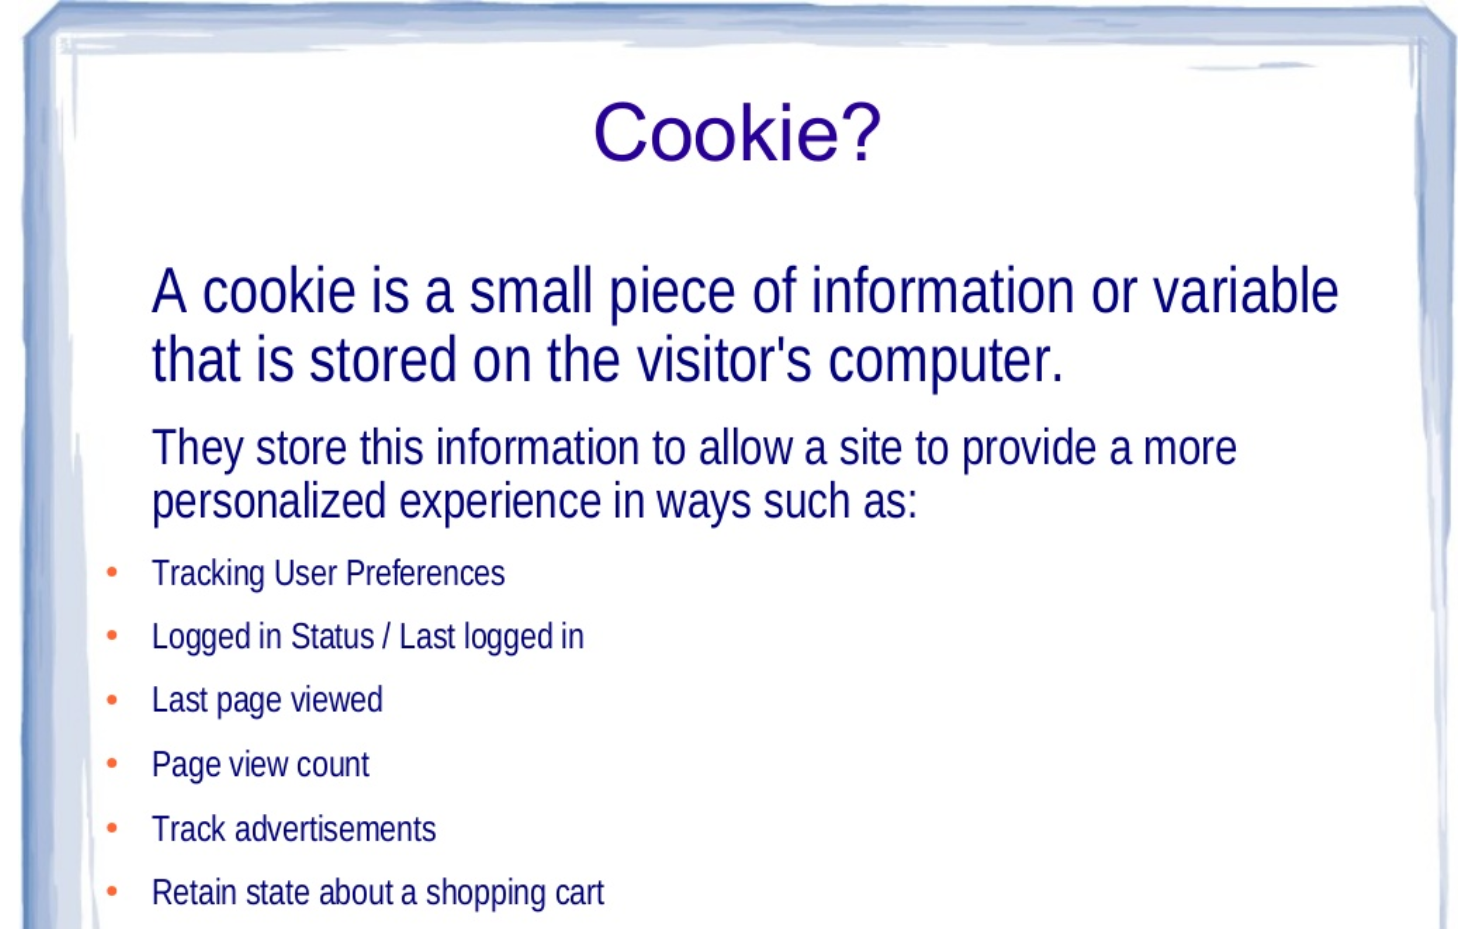 Cookie?
A cookie is a small piece of information or variable
that is stored on the visitor's computer.
They store this information to allow a site to provide a more
personalized experience in ways such as:
• Tracking User Preferences
• Logged in Status / Last logged in
• Last page viewed
• Page view count
• Track advertisements
• Retain state about a shopping cart